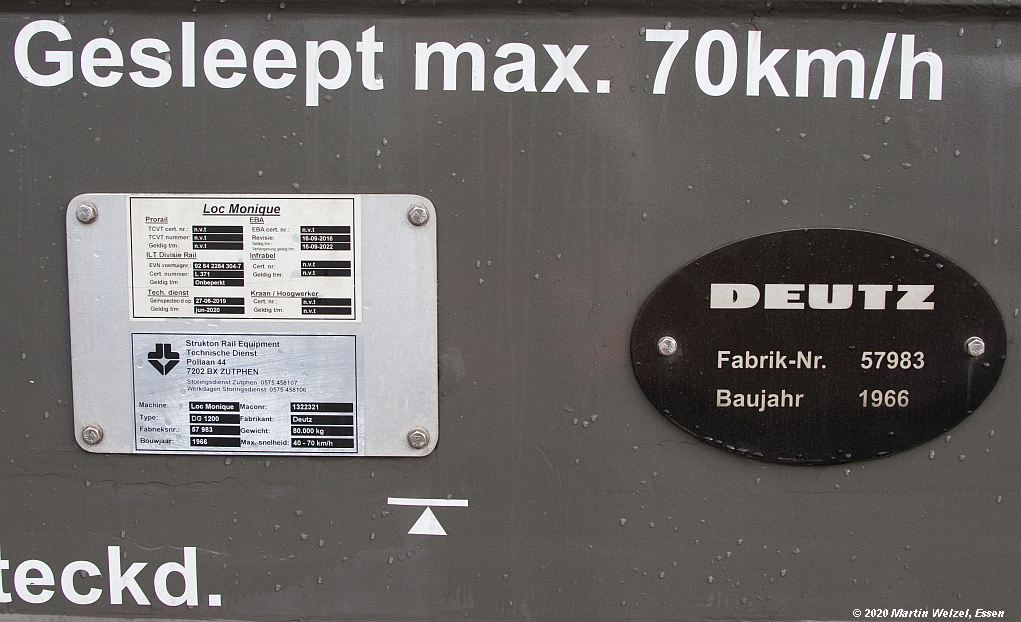 Gesleept max. 70km/h
Loc Monique
Prorail
TCVT cert. nr.: n.v.t
TCVT nummer: n.v.t
Geldig t/m: n.v.t
EBA
EBA cert. nr.: n.v.t
Revisie: 16-09-2016
Geldig t/m /
Verlengering geldig t/m: 16-09-2022
ILT Divisie Rail
EVN voertuignr.: 92 84 2284 304-7
Cert. nummer: L 371
Geldig t/m: Onbeperkt
Infrabel
Cert. nr: n.v.t
Geldig t/m: n.v.t
Tech. dienst
Geinspecteerd op: 27-06-2019
Geldig t/m jun-2020
Kraan / Hoogwerker
Cert. nr.: n.v.t
Geldig t/m: n.v.t
Strukton Rail Equipment
Technische Dienst
Pollaan 44
7202 BX ZUTPHEN
Storingsdienst Zutphen 0575 458107
Werkdagen Storingsdienst 0575 458106
Machine: Loc Monique Maconr: 1322321
Type: DG 1200 Fabrikant: Deutz
Fabrieksnr.: 57 983 Gewicht: 80.000 kg
Bouwjaar: 1966 Max. snelheid: 40 - 70 km/h
DEUTZ
Fabrik-Nr. 57983
Baujahr 1966
teckd.
© 2020 Martin Welzel, Essen